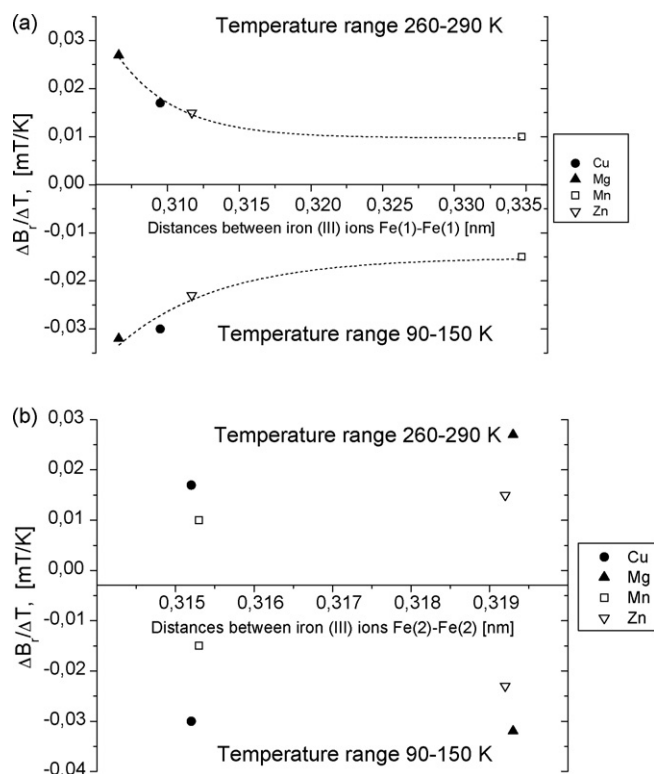 (a)
Temperature range 260-290 K
0,03
0,02
0,01
0,00
-0,01
-0,02
-0,03
ΔBr/ΔT, [mT/K]
0,310 0,315 0,320 0,325 0,330 0,335
Distances between iron (III) ions Fe(1)-Fe(1) [nm]
Temperature range 90-150 K
Cu
Mg
Mn
Zn
(b)
Temperature range 260-290 K
0,03
0,02
0,01
0,00
-0,01
-0,02
-0,03
-0,04
ΔBr/ΔT, [mT/K]
0,315 0,316 0,317 0,318 0,319
Distances between iron (III) ions Fe(2)-Fe(2) [nm]
Temperature range 90-150 K
Cu
Mg
Mn
Zn